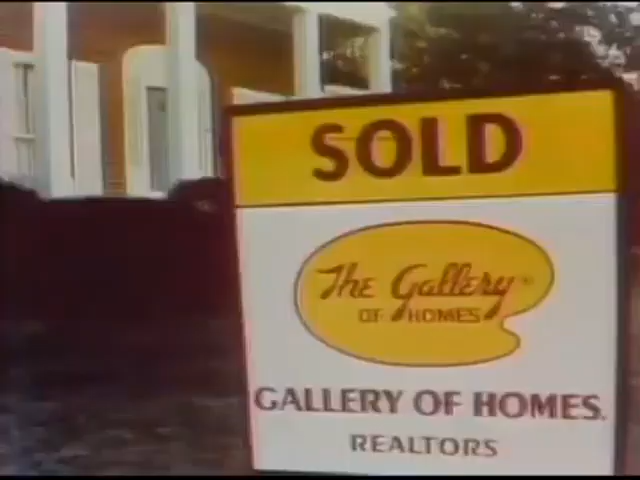 SOLD
The Gallery
OF HOMES
GALLERY OF HOMES.
REALTORS